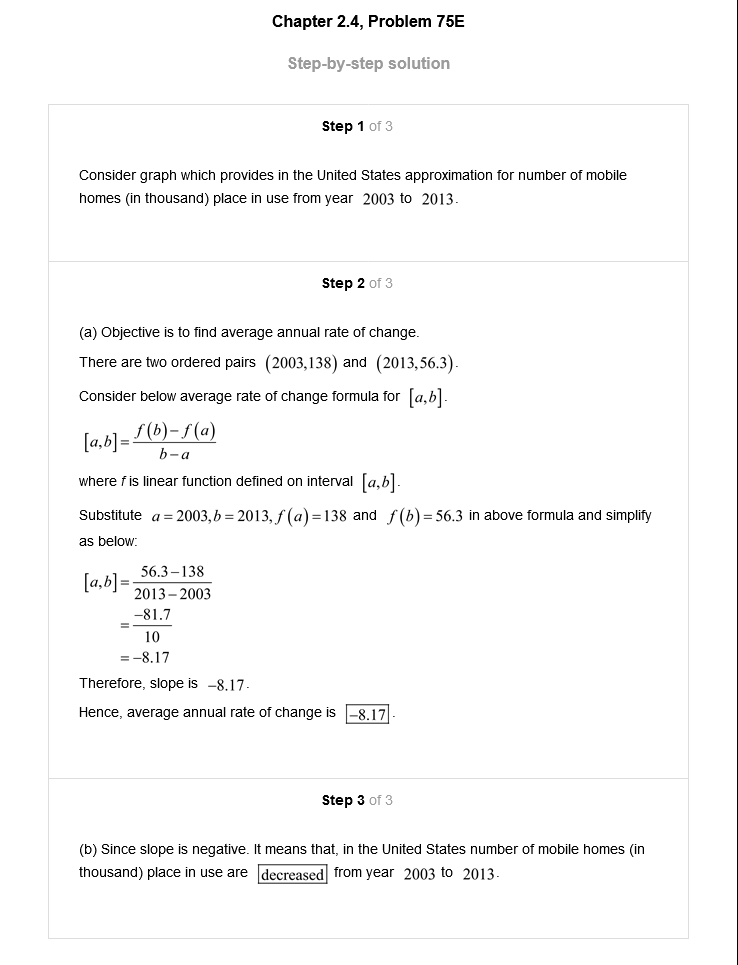 Chapter 2.4, Problem 75E
Step-by-step solution
Step 1 of 3
Consider graph which provides in the United States approximation for number of mobile
homes (in thousand) place in use from year 2003 to 2013.
Step 2 of 3
(a) Objective is to find average annual rate of change.
There are two ordered pairs (2003,138) and (2013,56.3).
Consider below average rate of change formula for [a,b].
[a,b] = f(b)−f(a) / b−a
where f is linear function defined on interval [a,b].
Substitute a = 2003, b = 2013, f(a) = 138 and f(b) = 56.3 in above formula and simplify
as below:
[a,b] = 56.3−138 / 2013−2003
= −81.7 / 10
= −8.17
Therefore, slope is −8.17.
Hence, average annual rate of change is −8.17.
Step 3 of 3
(b) Since slope is negative. It means that, in the United States number of mobile homes (in
thousand) place in use are decreased from year 2003 to 2013.